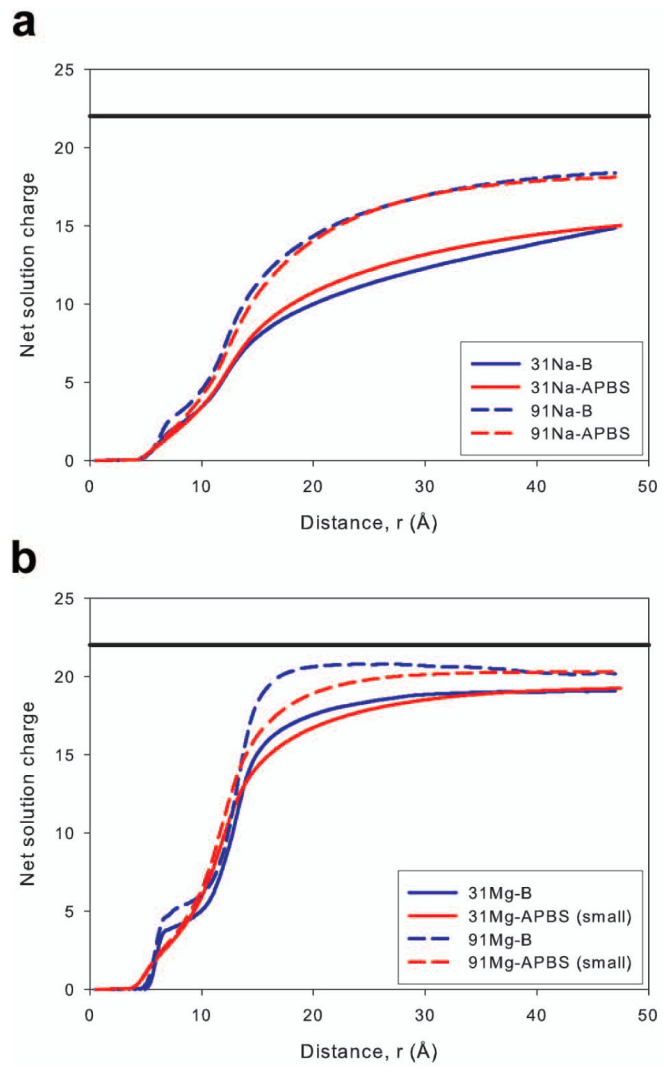 a
25
20
15
10
5
0
Net solution charge
31Na-B
31Na-APBS
91Na-B
91Na-APBS
0 10 20 30 40 50
Distance, r (Å)
b
25
20
15
10
5
0
Net solution charge
31Mg-B
31Mg-APBS (small)
91Mg-B
91Mg-APBS (small)
0 10 20 30 40 50
Distance, r (Å)